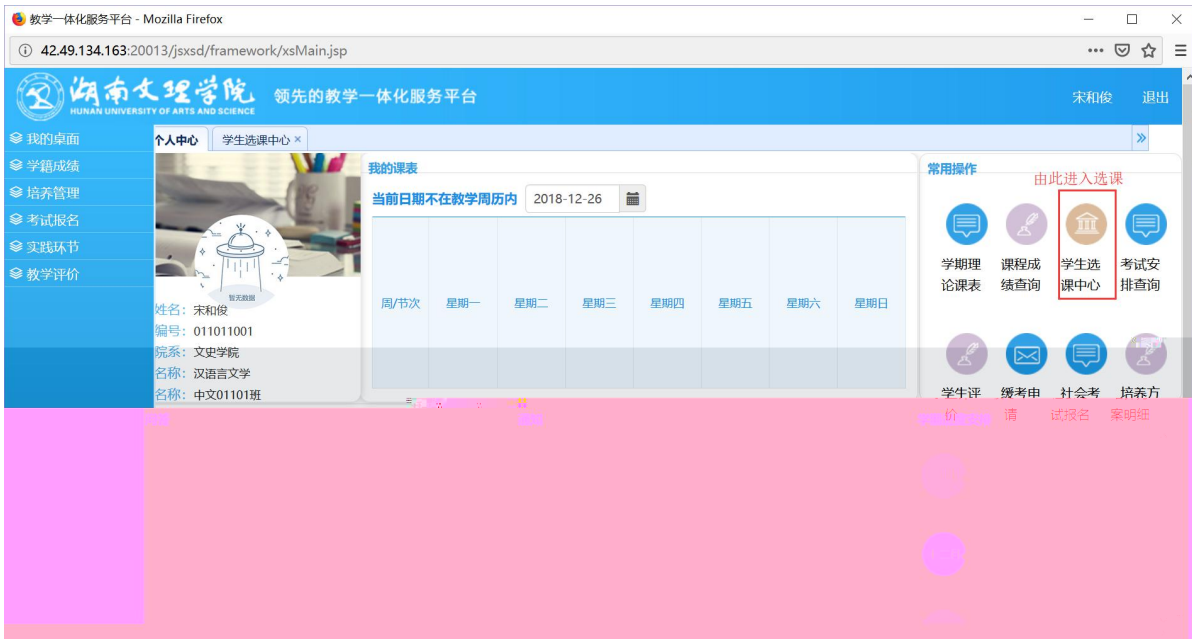 教学一体化服务平台 - Mozilla Firefox
42.49.134.163:20013/jsxsd/framework/xsMain.jsp
湖南文理学院
HUNAN UNIVERSITY OF ARTS AND SCIENCE
领先的教学一体化服务平台
宋和俊 退出
我的桌面
学籍成绩
培养管理
考试报名
实践环节
教学评价
个人中心 学生选课中心 ×
暂无数据
姓名：宋和俊
编号：011011001
院系：文史学院
名称：汉语言文学
名称：中文01101班
我的课表
当前日期不在教学周历内 2018-12-26
周/节次 星期一 星期二 星期三 星期四 星期五 星期六 星期日
常用操作
由此进入选课
学期理论课表
课程成绩查询
学生选课中心
考试安排查询
学生评价
缓考申请
社会考试报名
培养方案明细